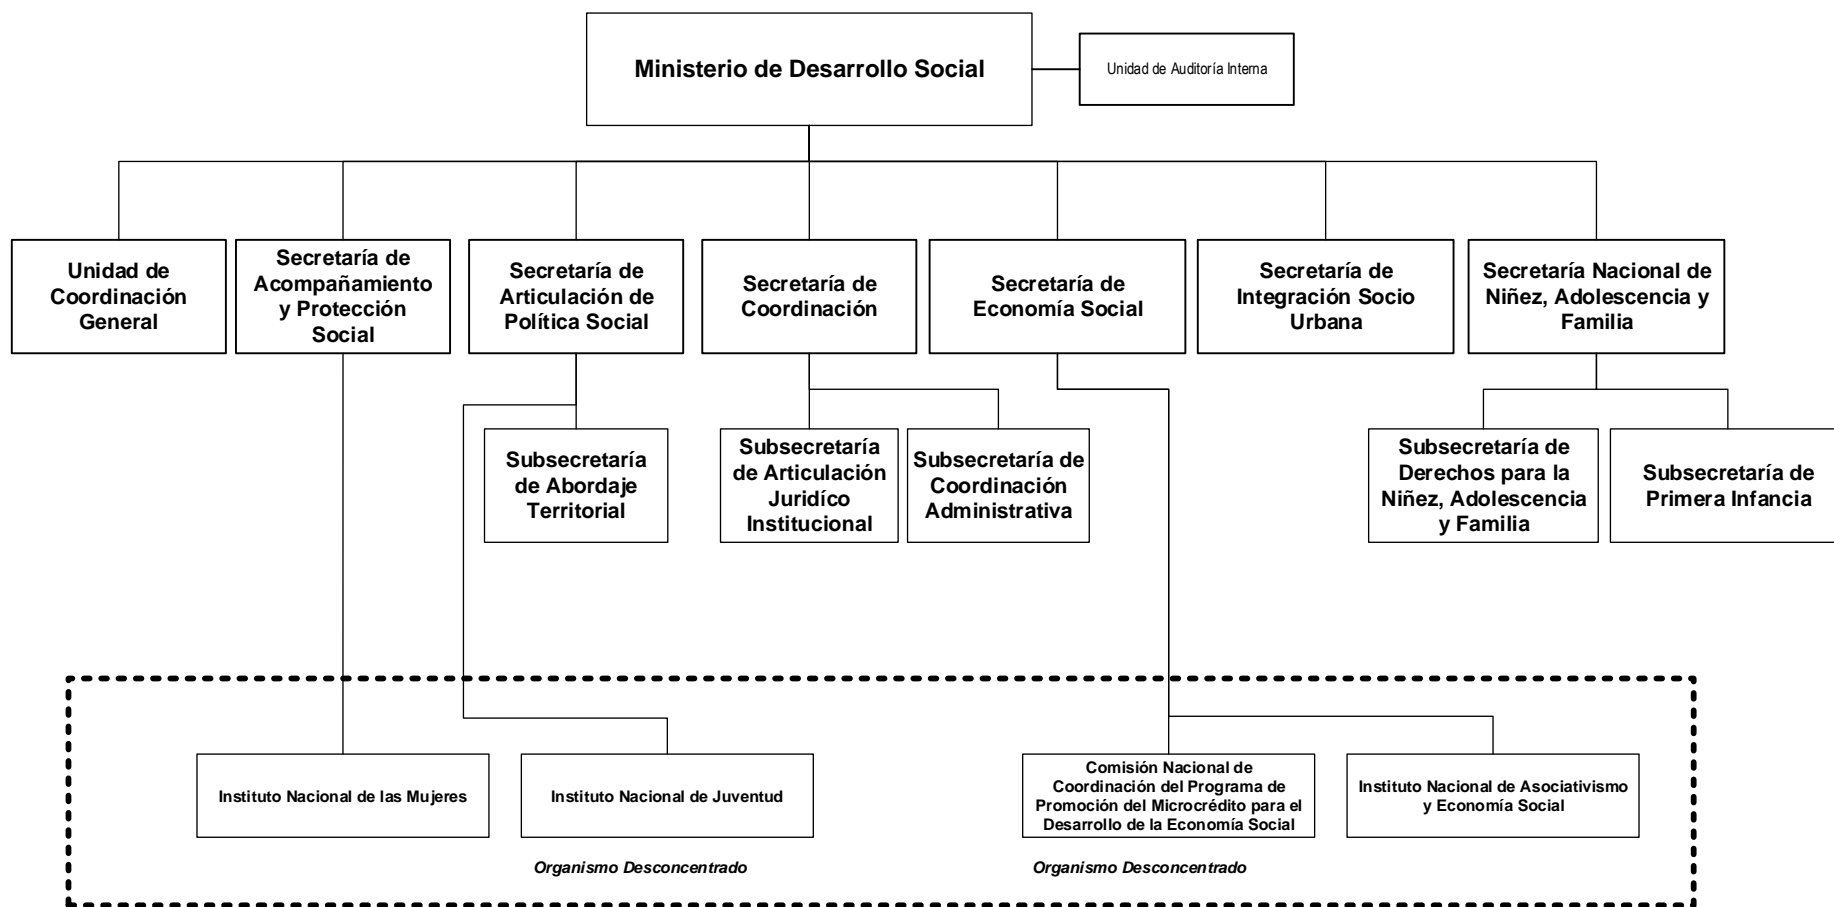 Ministerio de Desarrollo Social
Unidad de Auditoría Interna
Unidad de
Coordinación
General
Secretaría de
Acompañamiento
y Protección
Social
Secretaría de
Articulación de
Política Social
Secretaría de
Coordinación
Secretaría de
Economía Social
Secretaría de
Integración Socio
Urbana
Secretaría Nacional de
Niñez, Adolescencia y
Familia
Subsecretaría
de Abordaje
Territorial
Subsecretaría
de Articulación
Juridíco
Institucional
Subsecretaría de
Coordinación
Administrativa
Subsecretaría de
Derechos para la
Niñez, Adolescencia
y Familia
Subsecretaría de
Primera Infancia
Instituto Nacional de las Mujeres
Instituto Nacional de Juventud
Comisión Nacional de
Coordinación del Programa de
Promoción del Microcrédito para el
Desarrollo de la Economía Social
Instituto Nacional de Asociativismo
y Economía Social
Organismo Desconcentrado
Organismo Desconcentrado